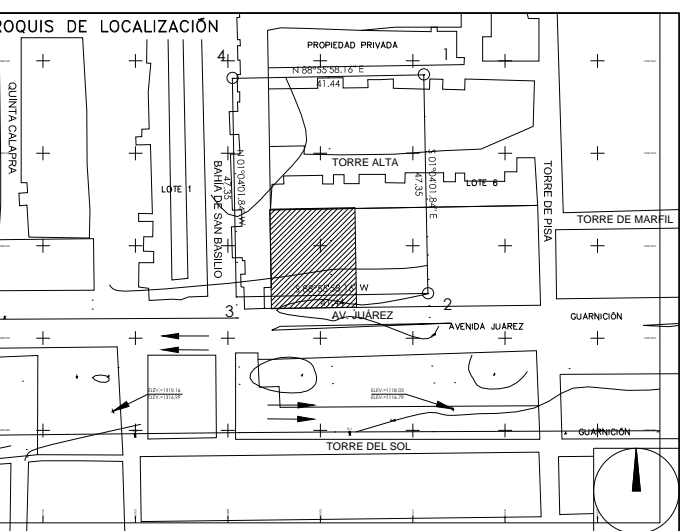 ROQUIS DE LOCALIZACIÓN
PROPIEDAD PRIVADA
4
1
N 88°55'58.16" E
41.44
QUINTA CALAPRA
LOTE 1
BAHÍA DE SAN BASILIO
N 01°04'01.84" W
47.35
TORRE ALTA
S 01°04'01.84" E
47.35
LOTE 6
TORRE DE PISA
TORRE DE MARFIL
S 88°55'58.16" W
3
2
AV. JUÁREZ
AVENIDA JUAREZ
GUARNICIÓN
GUARNICIÓN
TORRE DEL SOL